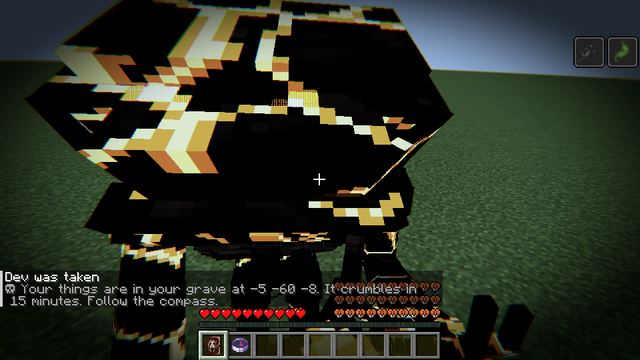 Dev was taken
☠ Your things are in your grave at -5 -60 -8. It crumbles in
15 minutes. Follow the compass.